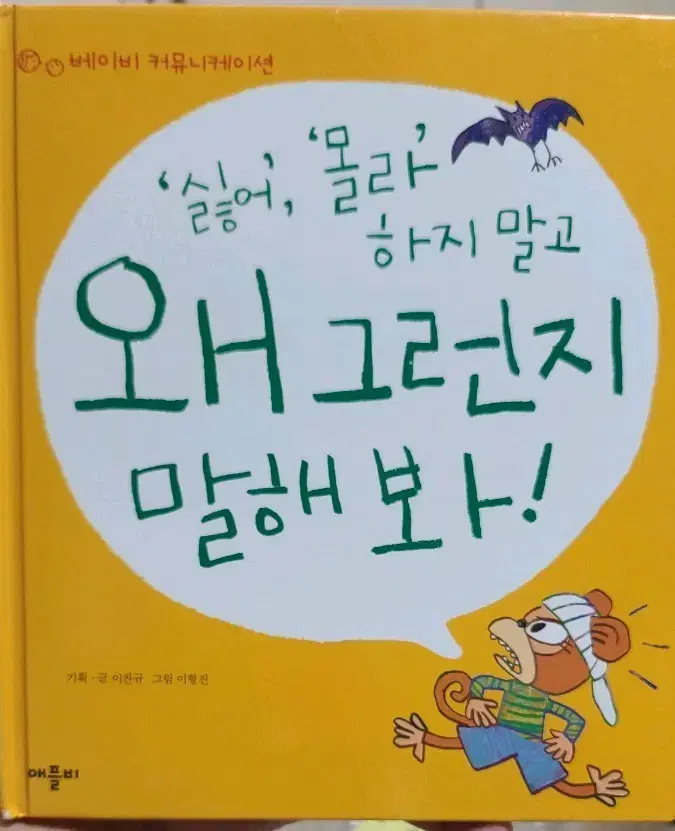 베이비 커뮤니케이션
'싫어', '몰라'
하지 말고
왜 그런지
말해 봐!
기획·글 이찬규 그림 이월진
애플비